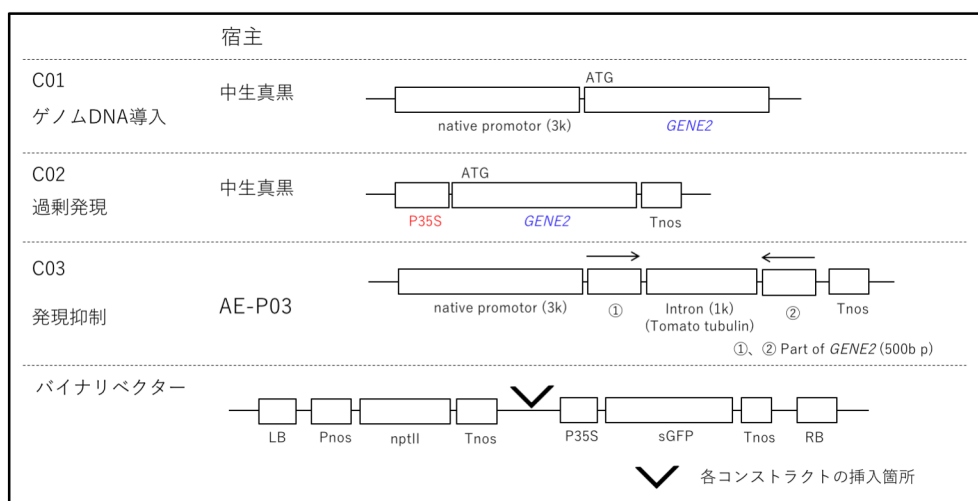 宿主
C01
ゲノムDNA導入
中生真黒
ATG
native promotor (3k)
GENE2
C02
過剰発現
中生真黒
ATG
P35S
GENE2
Tnos
C03
発現抑制
AE-P03
native promotor (3k)
①
Intron (1k)
(Tomato tubulin)
②
Tnos
①、② Part of GENE2 (500b p)
バイナリベクター
LB
Pnos
nptII
Tnos
P35S
sGFP
Tnos
RB
各コンストラクトの挿入箇所